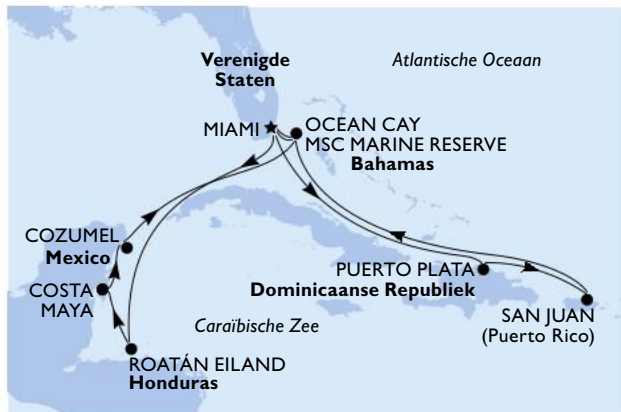 Verenigde
Staten
Atlantische Oceaan
MIAMI
OCEAN CAY
MSC MARINE RESERVE
Bahamas
COZUMEL
Mexico
COSTA
MAYA
PUERTO PLATA
Dominicaanse Republiek
SAN JUAN
(Puerto Rico)
Caraïbische Zee
ROATÁN EILAND
Honduras